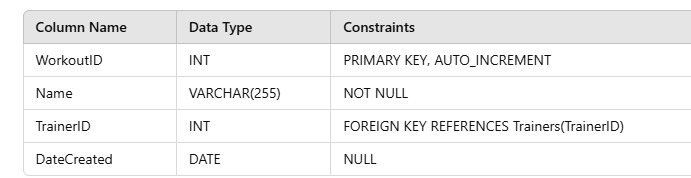 Column Name Data Type Constraints
WorkoutID INT PRIMARY KEY, AUTO_INCREMENT
Name VARCHAR(255) NOT NULL
TrainerID INT FOREIGN KEY REFERENCES Trainers(TrainerID)
DateCreated DATE NULL